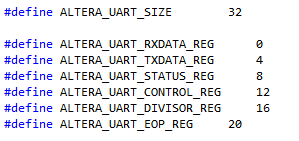 #define ALTERA_UART_SIZE 32
#define ALTERA_UART_RXDATA_REG 0
#define ALTERA_UART_TXDATA_REG 4
#define ALTERA_UART_STATUS_REG 8
#define ALTERA_UART_CONTROL_REG 12
#define ALTERA_UART_DIVISOR_REG 16
#define ALTERA_UART_EOP_REG 20